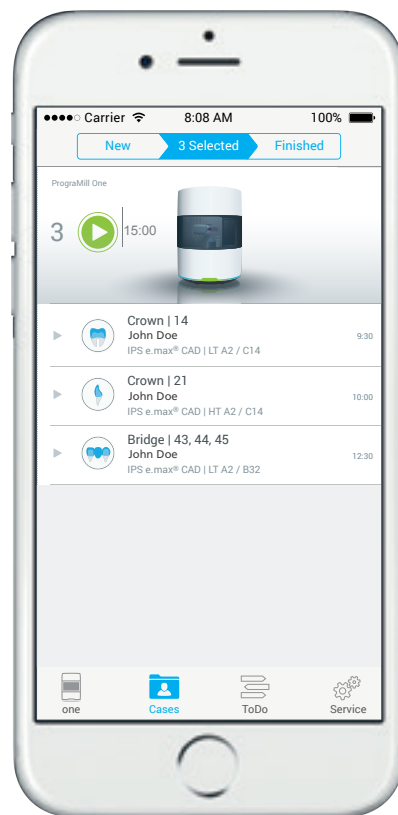 Carrier 8:08 AM 100%
New 3 Selected Finished
PrograMill One
3 15:00
Crown | 14
John Doe
9:30
IPS e.max® CAD | LT A2 / C14
Crown | 21
John Doe
10:00
IPS e.max® CAD | HT A2 / C14
Bridge | 43, 44, 45
John Doe
12:30
IPS e.max® CAD | LT A2 / B32
one Cases ToDo Service